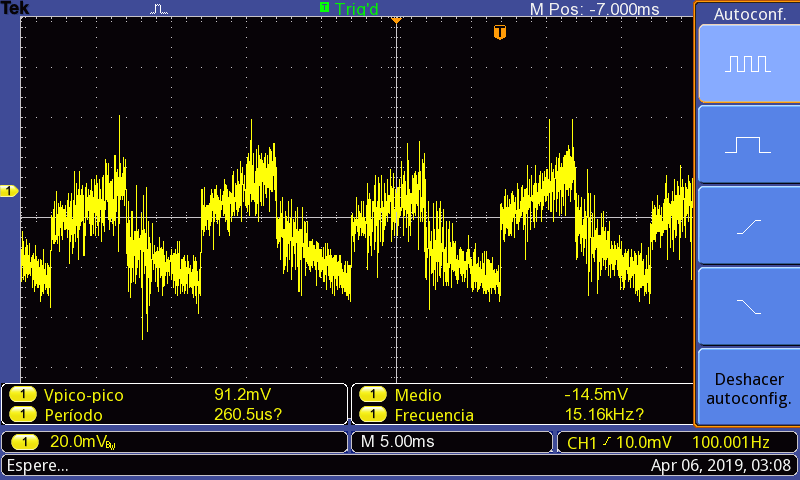 Tek T Trig'd M Pos: -7.000ms Autoconf.
T
1
1 Vpico-pico 91.2mV 1 Medio -14.5mV
1 Período 260.5us? 1 Frecuencia 15.16kHz?
Deshacer
autoconfig.
1 20.0mVBW M 5.00ms CH1 10.0mV 100.001Hz
Espere... Apr 06, 2019, 03:08